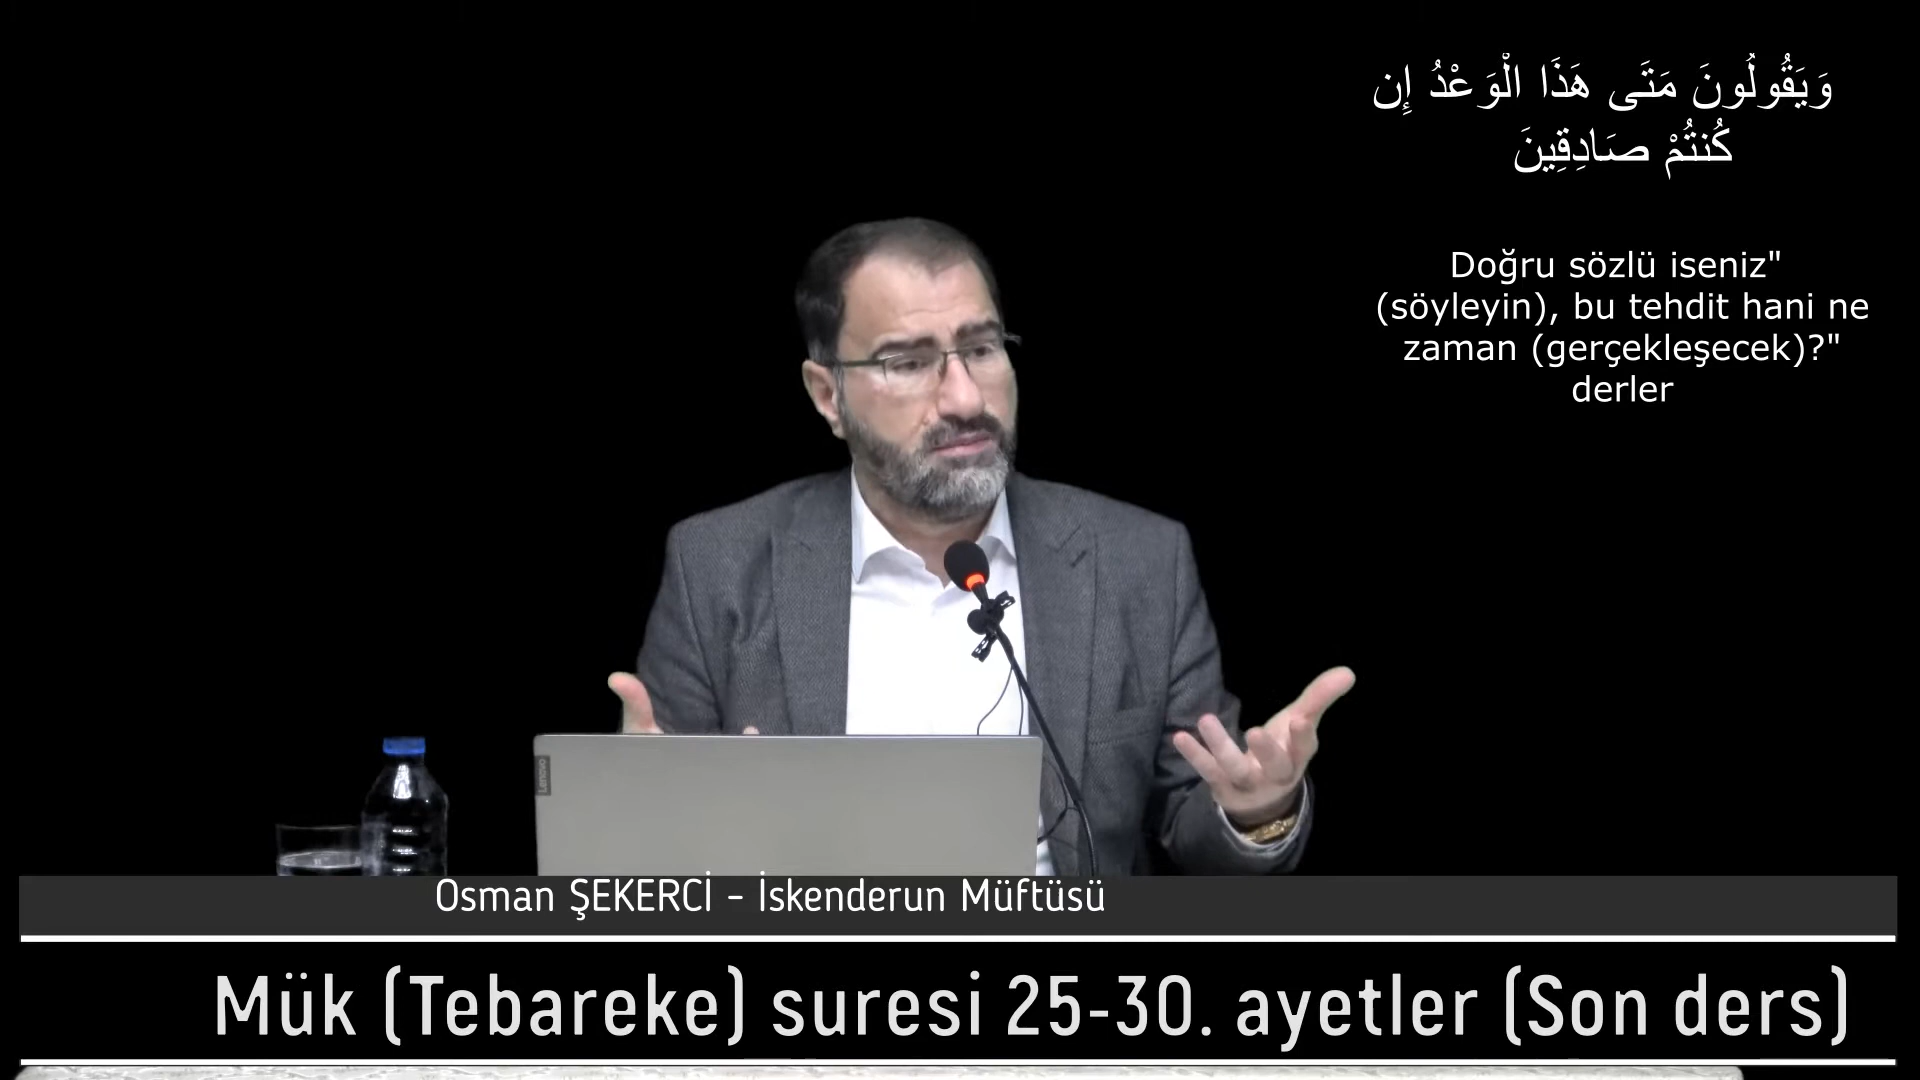 وَيَقُولُونَ مَتَى هَذَا الْوَعْدُ إِن
كُنتُمْ صَادِقِينَ
Doğru sözlü iseniz"
(söyleyin), bu tehdit hani ne
zaman (gerçekleşecek)?"
derler
Lenovo
Osman ŞEKERCİ - İskenderun Müftüsü
Mük (Tebareke) suresi 25-30. ayetler (Son ders)